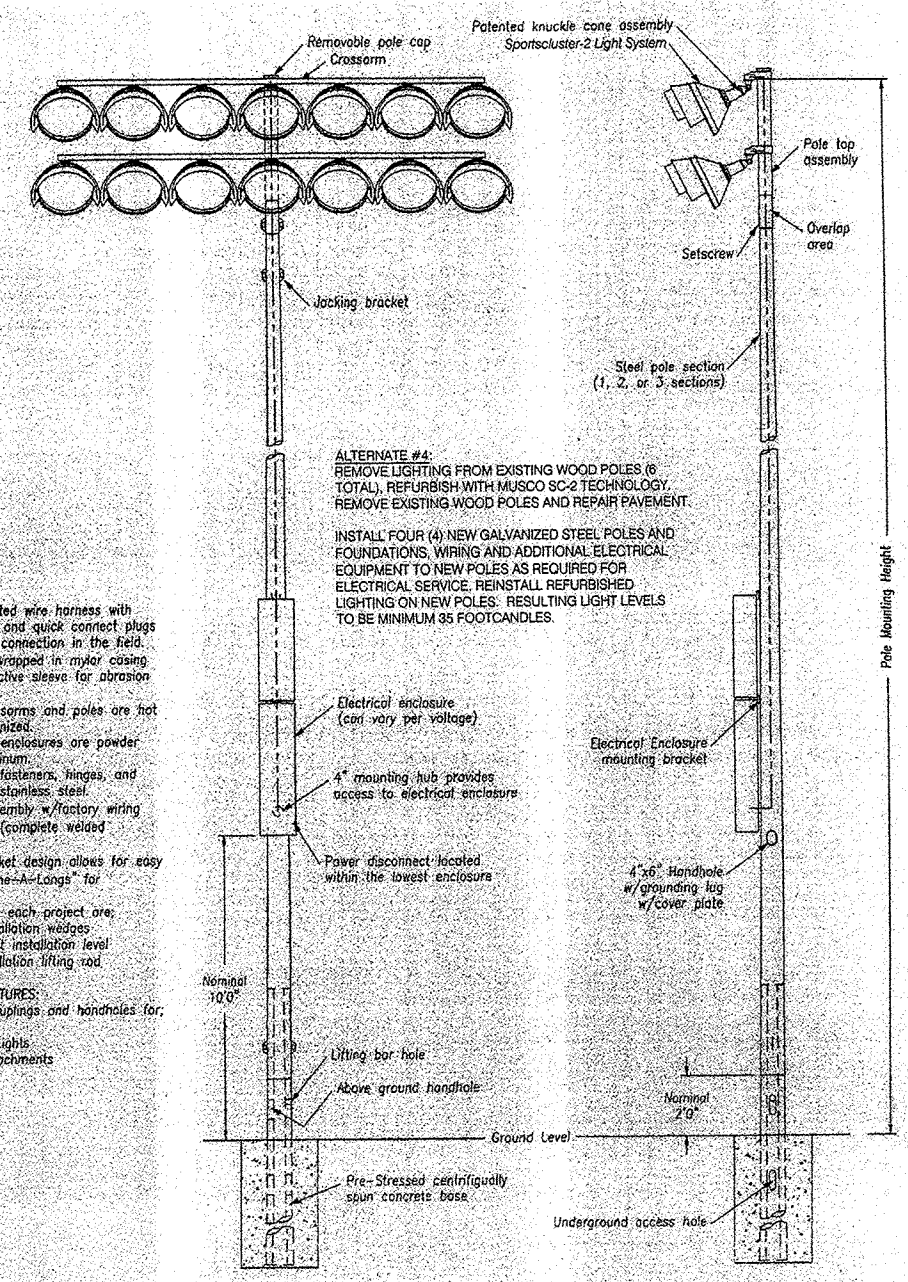 Removable pole cap
Crossarm
Patented knuckle cone assembly
Sportscluster-2 Light System
Pole top
assembly
Overlap
area
Setscrew
Jacking bracket
Steel pole section
(1, 2, or 3 sections)
ALTERNATE #4:
REMOVE LIGHTING FROM EXISTING WOOD POLES (6
TOTAL), REFURBISH WITH MUSCO SC-2 TECHNOLOGY.
REMOVE EXISTING WOOD POLES AND REPAIR PAVEMENT.
INSTALL FOUR (4) NEW GALVANIZED STEEL POLES AND
FOUNDATIONS, WIRING AND ADDITIONAL ELECTRICAL
EQUIPMENT TO NEW POLES AS REQUIRED FOR
ELECTRICAL SERVICE. REINSTALL REFURBISHED
LIGHTING ON NEW POLES. RESULTING LIGHT LEVELS
TO BE MINIMUM 35 FOOTCANDLES.
Pole Mounting Height
ted wire harness with
and quick connect plugs
connection in the field.
wrapped in mylar casing
ctive sleeve for abrasion
sarms and poles are hot
nized.
enclosures are powder
minum.
fasteners, hinges, and
stainless steel.
embly w/factory wiring
(complete welded
ket design allows for easy
me-A-Longs" for
each project are;
allation wedges
t installation level
llation lifting rod
TURES:
uplings and handholes for;
lights
achments
Electrical enclosure
(can vary per voltage)
4" mounting hub provides
access to electrical enclosure
Power disconnect located
within the lowest enclosure
Electrical Enclosure
mounting bracket
4"x6" Handhole
w/grounding lug
w/cover plate
Nominal
10'0"
Lifting bar hole
Above ground handhole
Nominal
2'0"
Ground Level
Pre-Stressed centrifigually
spun concrete base
Underground access hole